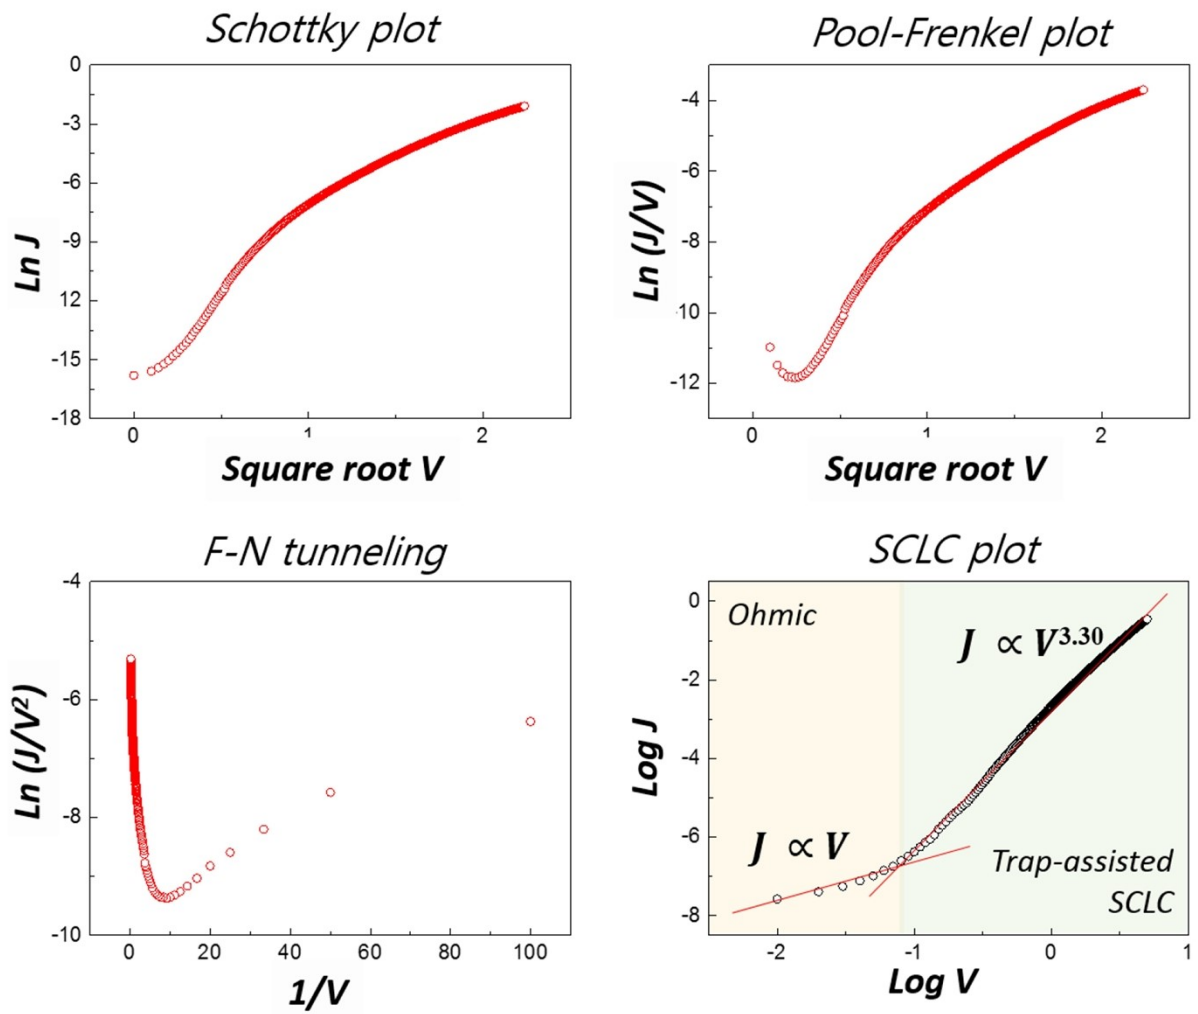 Schottky plot
0
-3
-6
-9
12
-15
-18
Ln J
0
1
2
Square root V
Pool-Frenkel plot
-4
-6
-8
-10
-12
Ln (J/V)
0
1
2
Square root V
F-N tunneling
-4
-6
-8
-10
Ln (J/V²)
0
20
40
60
80
100
1/V
SCLC plot
0
-2
-4
-6
-8
Log J
Ohmic
J ∝ V^3.30
J ∝ V
Trap-assisted
SCLC
-2
-1
0
1
Log V